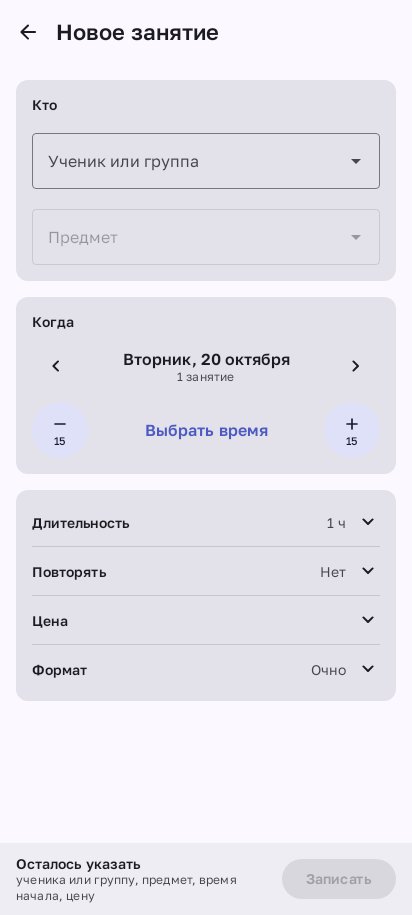 Новое занятие
Кто
Ученик или группа
Предмет
Когда
Вторник, 20 октября
1 занятие
15
Выбрать время
15
Длительность 1 ч
Повторять Нет
Цена
Формат Очно
Осталось указать
ученика или группу, предмет, время
начала, цену
Записать